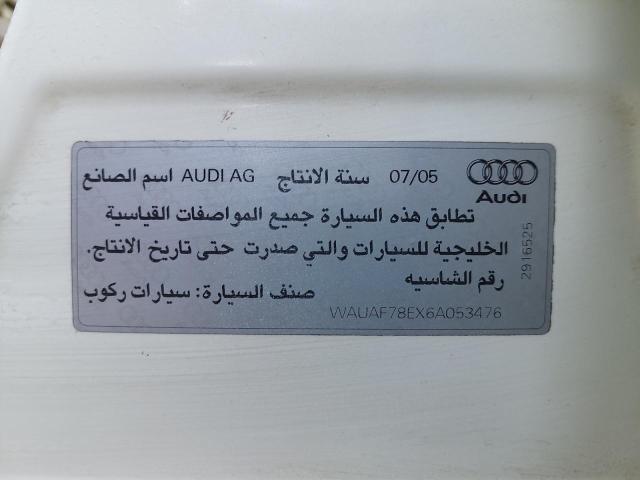 Audi
اسم الصانع AUDI AG سنة الانتاج 07/05
تطابق هذه السيارة جميع المواصفات القياسية
الخليجية للسيارات والتي صدرت حتى تاريخ الانتاج.
رقم الشاسيه
صنف السيارة: سيارات ركوب
WAUAF78EX6A053476
2916525